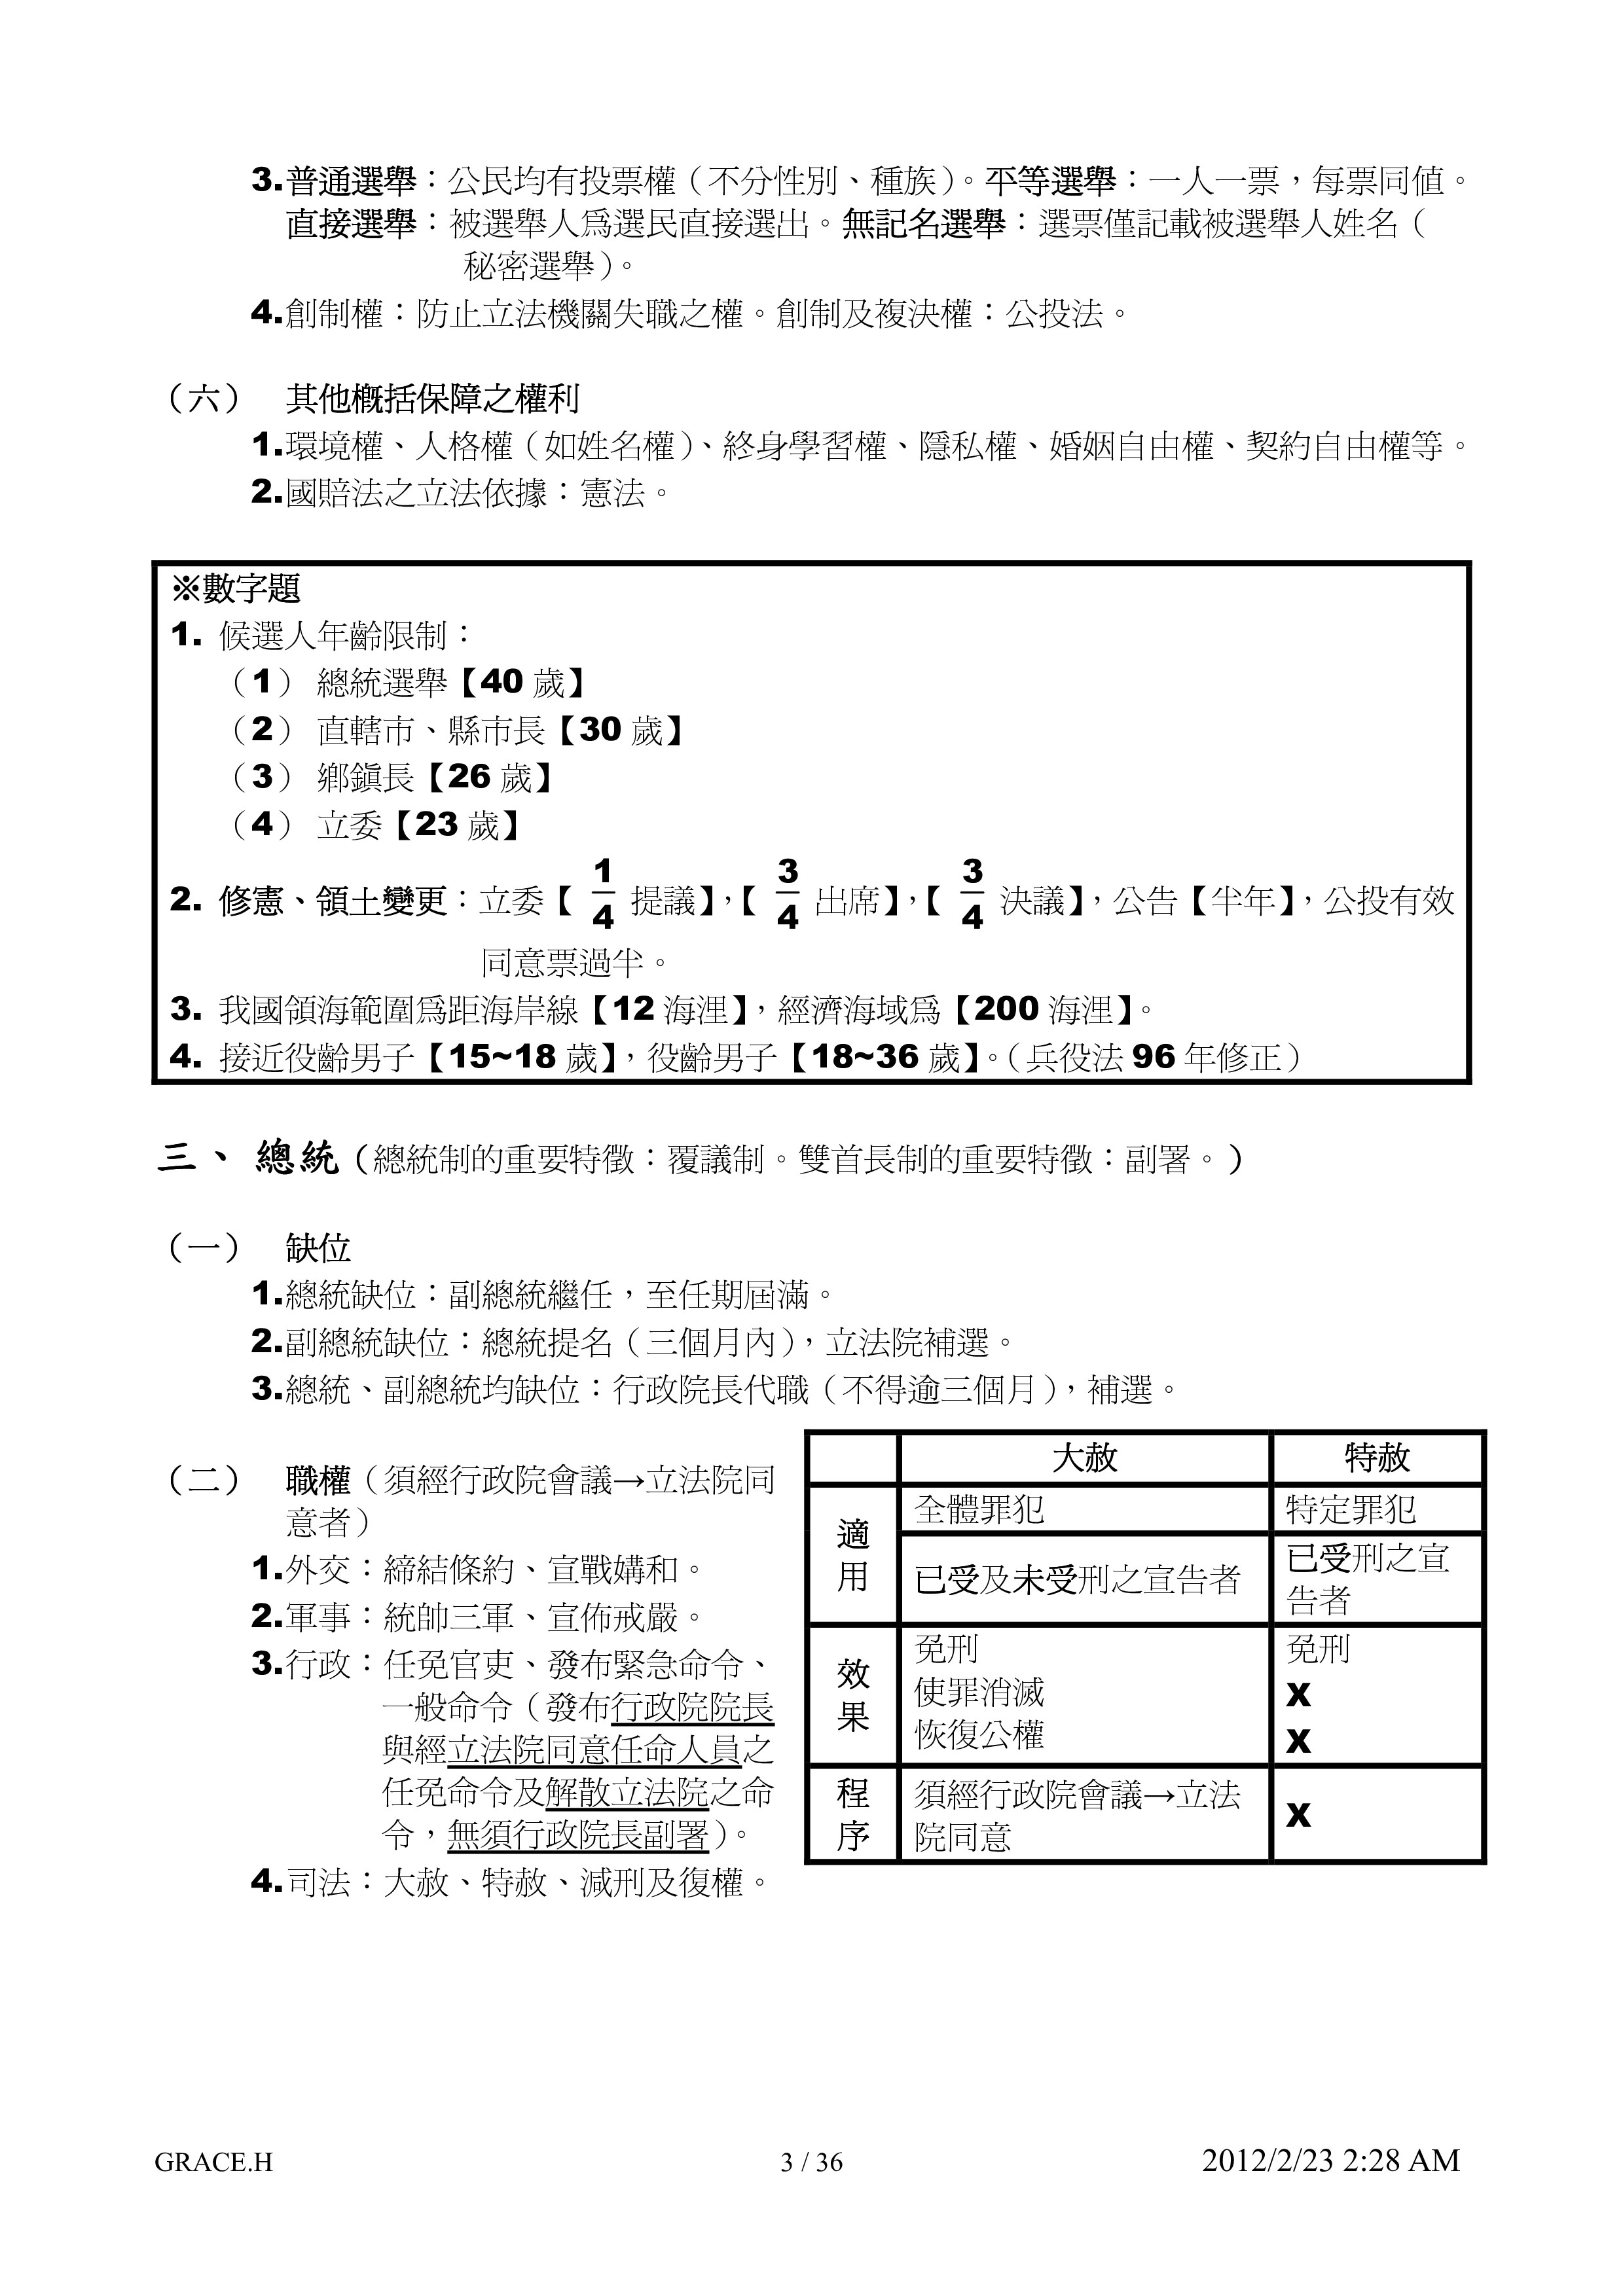 3.普通選舉：公民均有投票權（不分性別、種族）。平等選舉：一人一票，每票同值。
直接選舉：被選舉人為選民直接選出。無記名選舉：選票僅記載被選舉人姓名（
秘密選舉）。
4.創制權：防止立法機關失職之權。創制及複決權：公投法。
（六） 其他概括保障之權利
1.環境權、人格權（如姓名權）、終身學習權、隱私權、婚姻自由權、契約自由權等。
2.國賠法之立法依據：憲法。
※數字題
1. 候選人年齡限制：
（1） 總統選舉【40 歲】
（2） 直轄市、縣市長【30 歲】
（3） 鄉鎮長【26 歲】
（4） 立委【23 歲】
2. 修憲、領土變更：立委【 1/4 提議】，【 3/4 出席】，【 3/4 決議】，公告【半年】，公投有效
同意票過半。
3. 我國領海範圍為距海岸線【12 海浬】，經濟海域為【200 海浬】。
4. 接近役齡男子【15~18 歲】，役齡男子【18~36 歲】。（兵役法 96 年修正）
三、 總統（總統制的重要特徵：覆議制。雙首長制的重要特徵：副署。）
（一） 缺位
1.總統缺位：副總統繼任，至任期屆滿。
2.副總統缺位：總統提名（三個月內），立法院補選。
3.總統、副總統均缺位：行政院長代職（不得逾三個月），補選。
（二） 職權（須經行政院會議→立法院同
意者）
1.外交：締結條約、宣戰媾和。
2.軍事：統帥三軍、宣佈戒嚴。
3.行政：任免官吏、發布緊急命令、
一般命令（發布行政院院長
與經立法院同意任命人員之
任免命令及解散立法院之命
令，無須行政院長副署）。
4.司法：大赦、特赦、減刑及復權。
大赦 特赦
適
用
全體罪犯 特定罪犯
已受及未受刑之宣告者 已受刑之宣
告者
效
果
免刑 免刑
使罪消滅 X
恢復公權 X
程
序
須經行政院會議→立法
院同意
X
GRACE.H 3 / 36 2012/2/23 2:28 AM